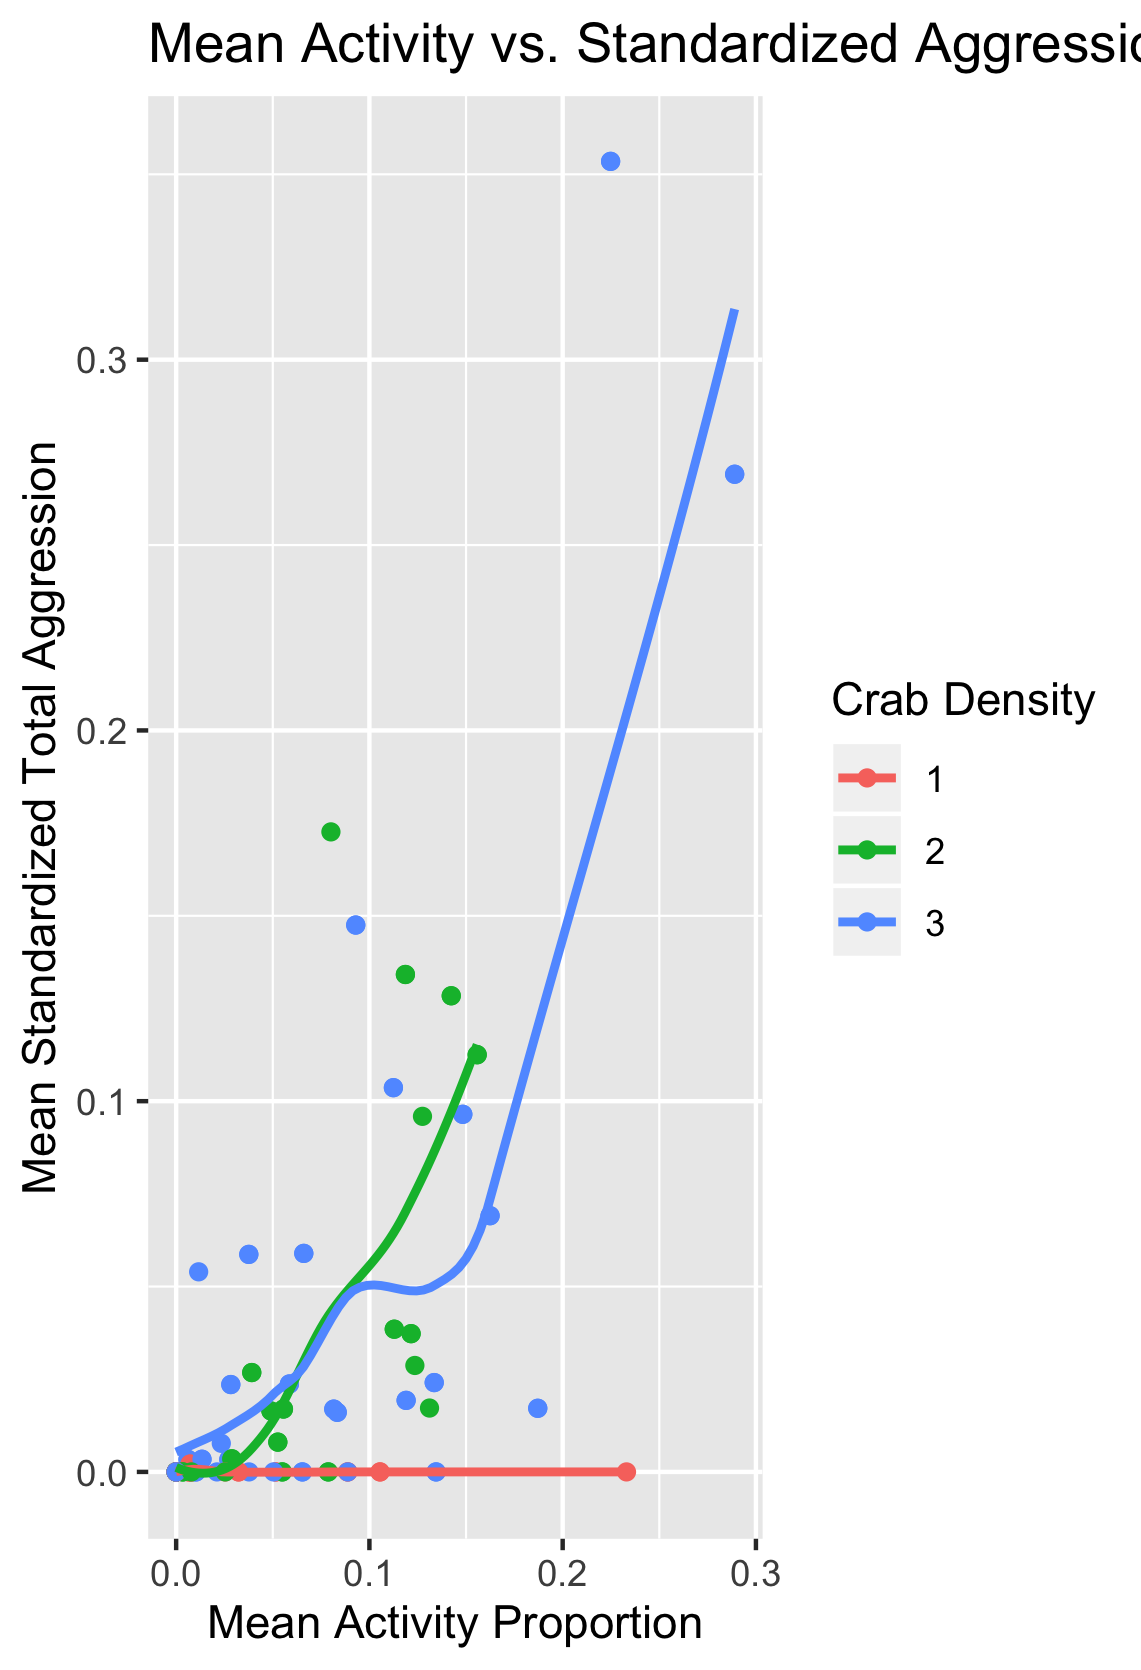 Mean Activity vs. Standardized
Mean Standardized Total Aggression
0.3
0.2
0.1
0.0
0.0 0.1 0.2 0.3
Mean Activity Proportion
Crab Density
1
2
3